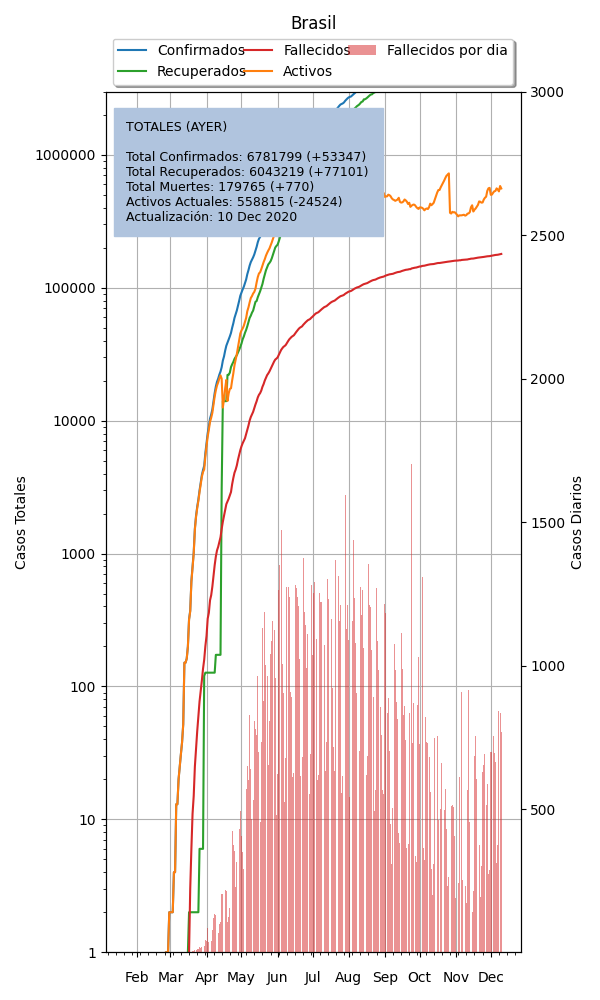 Brasil
Confirmados
Recuperados
Fallecidos
Activos
Fallecidos por dia
TOTALES (AYER)
Total Confirmados: 6781799 (+53347)
Total Recuperados: 6043219 (+77101)
Total Muertes: 179765 (+770)
Activos Actuales: 558815 (-24524)
Actualización: 10 Dec 2020
Casos Totales
1000000
100000
10000
1000
100
10
1
Casos Diarios
3000
2500
2000
1500
1000
500
Feb Mar Apr May Jun Jul Aug Sep Oct Nov Dec